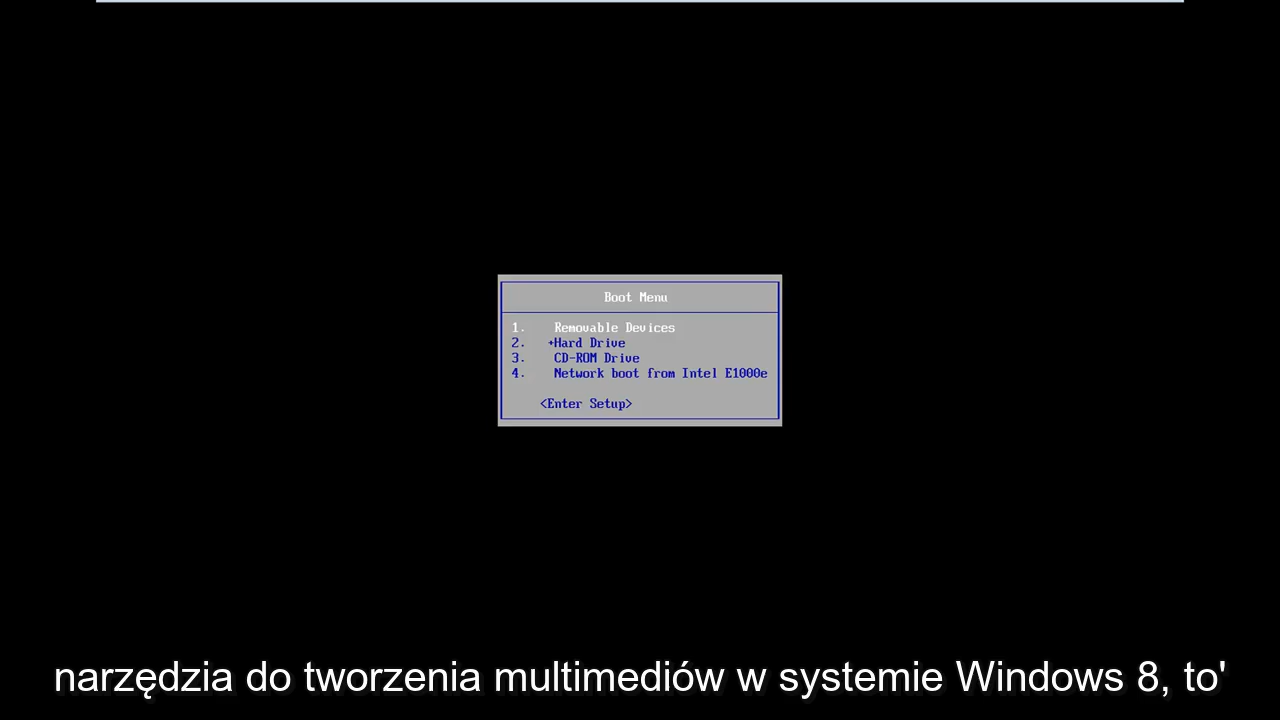 Boot Menu
1. Removable Devices
2. +Hard Drive
3. CD-ROM Drive
4. Network boot from Intel E1000e
<Enter Setup>
narzędzia do tworzenia multimediów w systemie Windows 8, to'